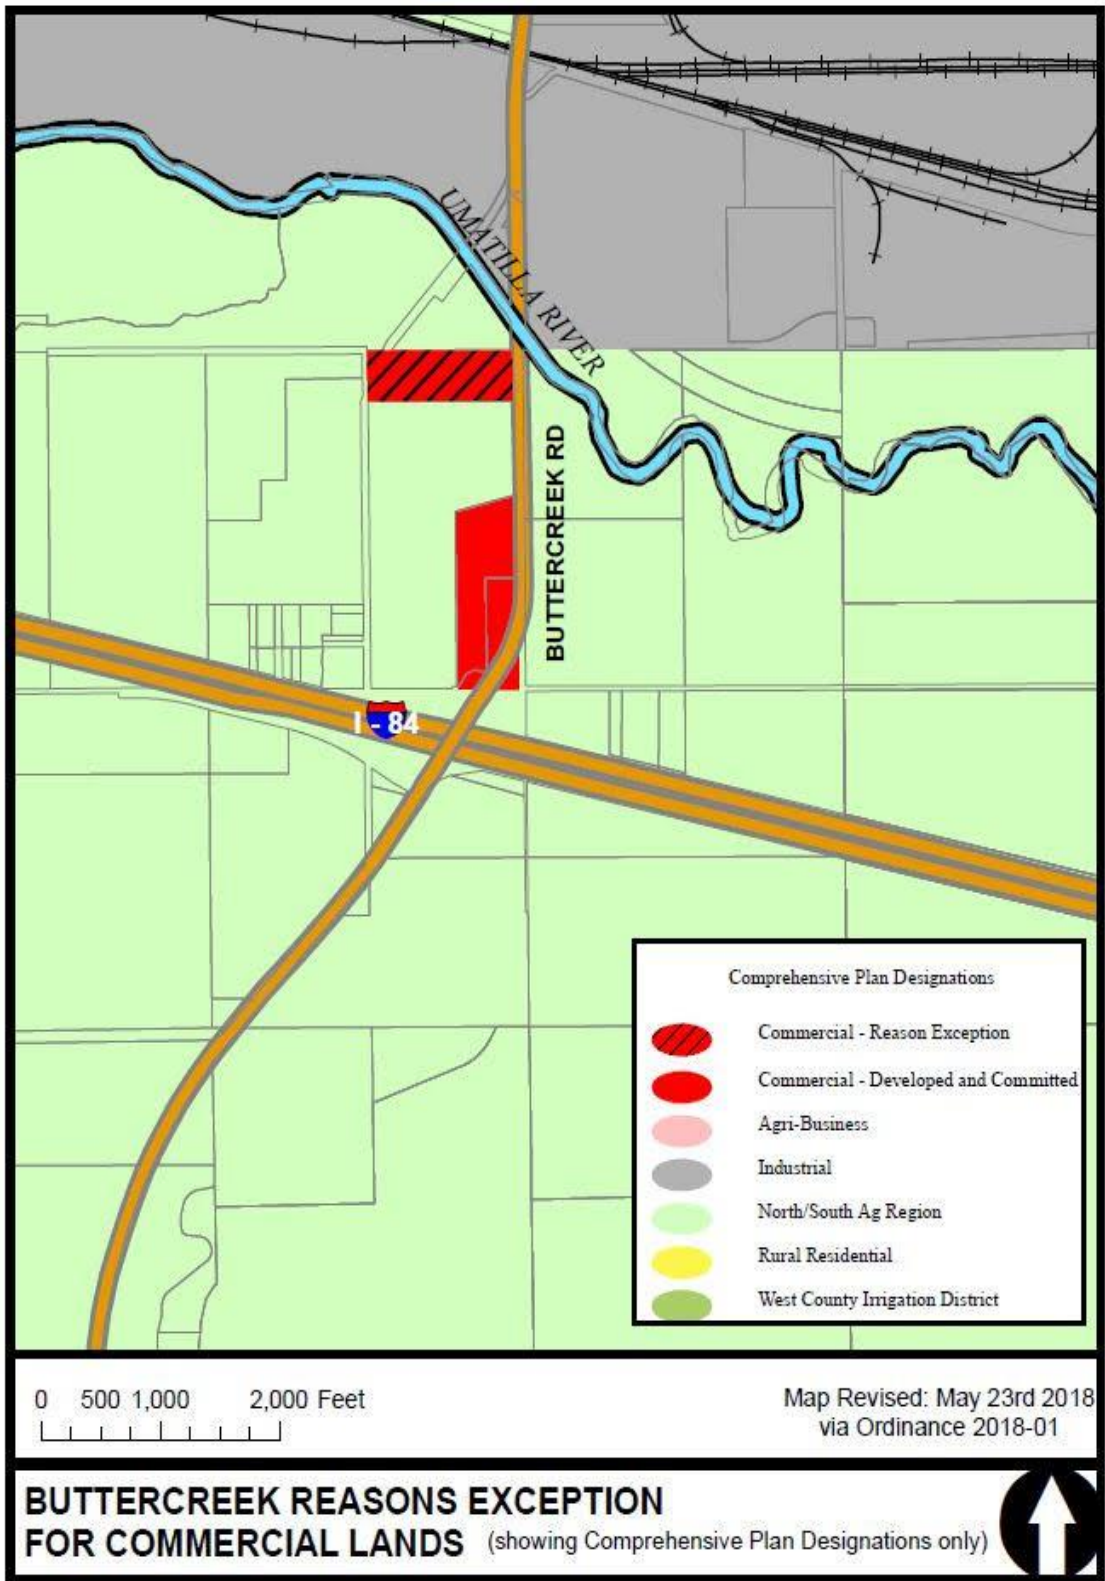 UMATILLA RIVER
BUTTERCREEK RD
I - 84
Comprehensive Plan Designations
Commercial - Reason Exception
Commercial - Developed and Committed
Agri-Business
Industrial
North/South Ag Region
Rural Residential
West County Irrigation District
0 500 1,000 2,000 Feet
Map Revised: May 23rd 2018
via Ordinance 2018-01
BUTTERCREEK REASONS EXCEPTION
FOR COMMERCIAL LANDS (showing Comprehensive Plan Designations only)